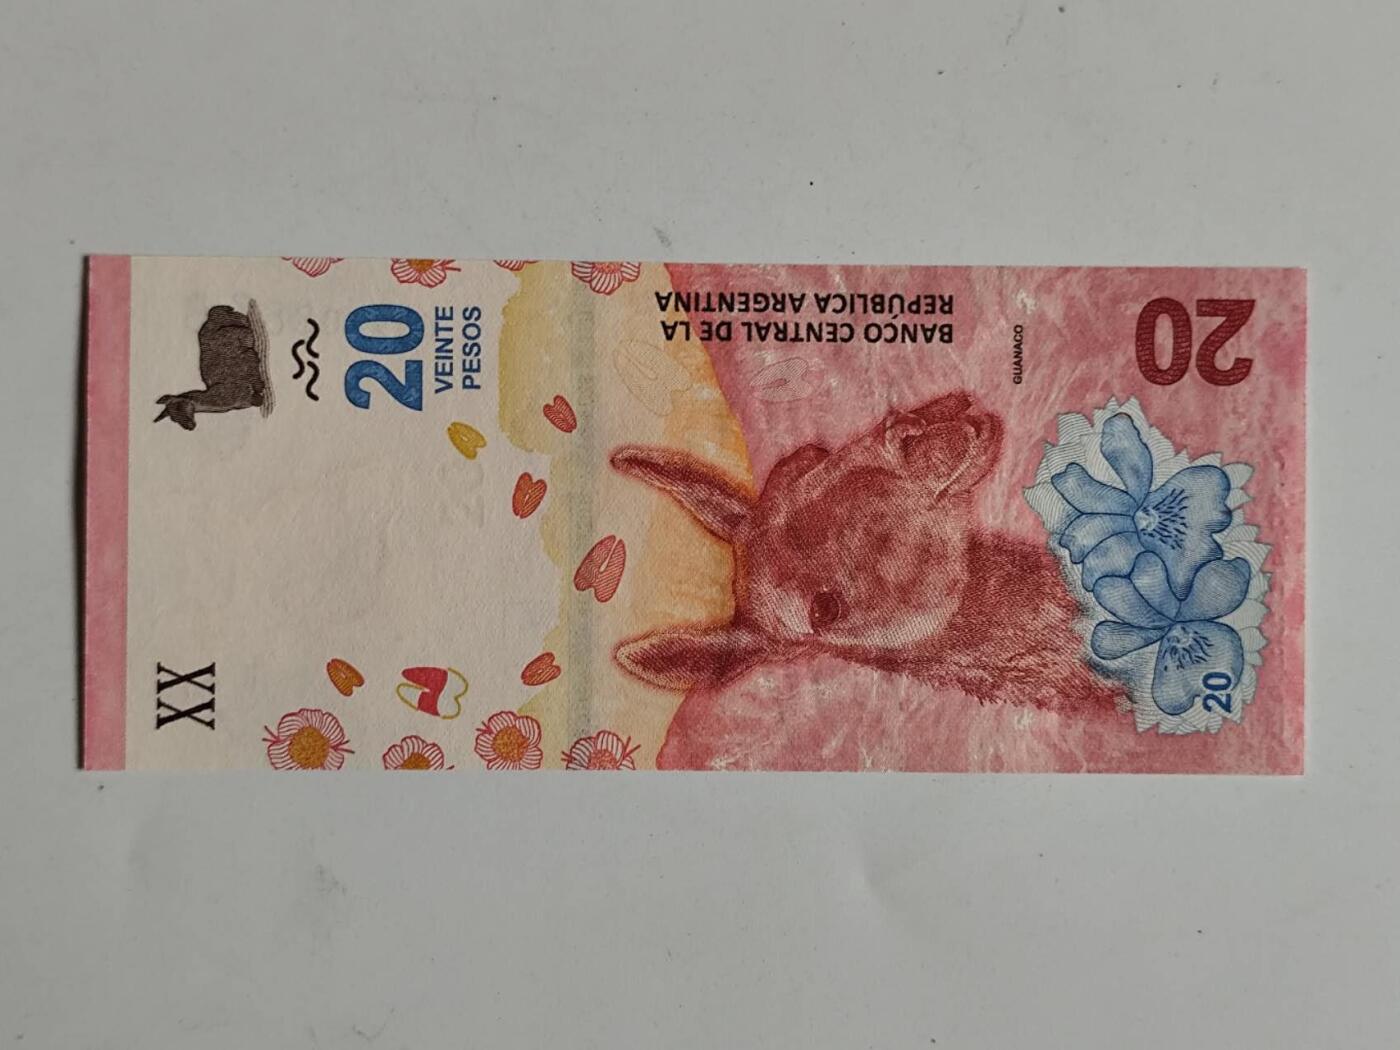 BANCO CENTRAL DE LA
REPÚBLICA ARGENTINA
20
GUANACO
20
20
VEINTE
PESOS
XX